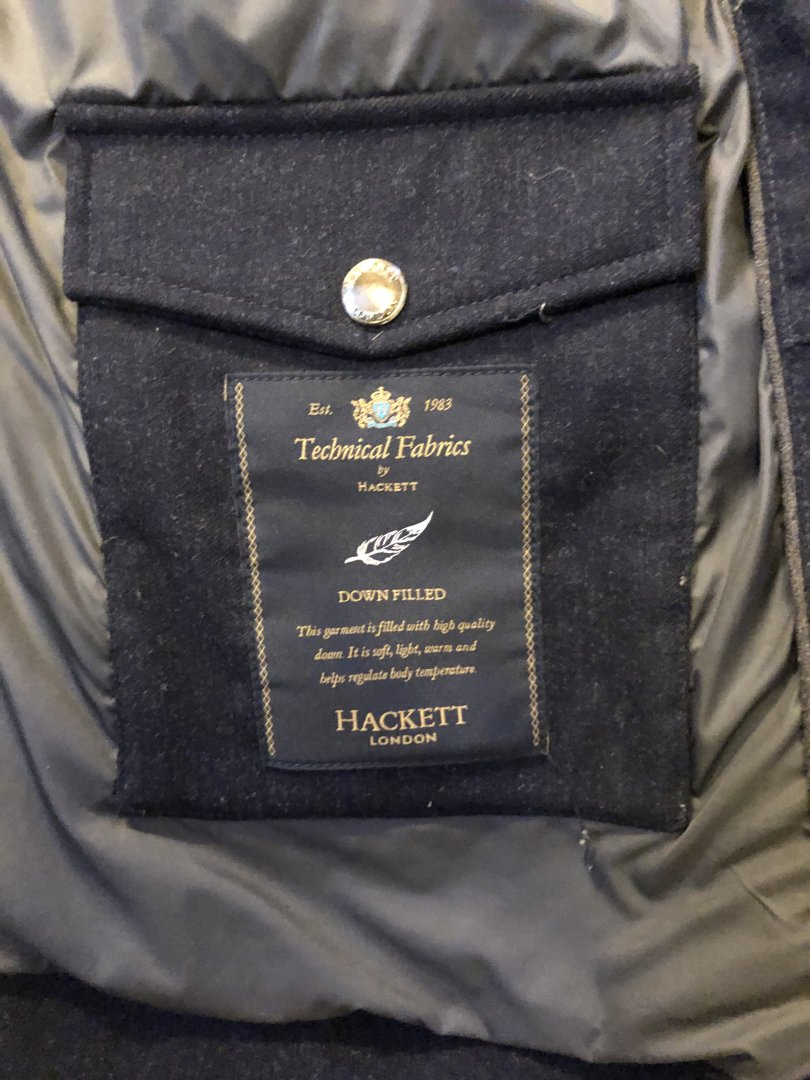 Est. 1983
Technical Fabrics
by
HACKETT
DOWN FILLED
This garment is filled with high quality
down. It is soft, light, warm and
helps regulate body temperature.
HACKETT
LONDON